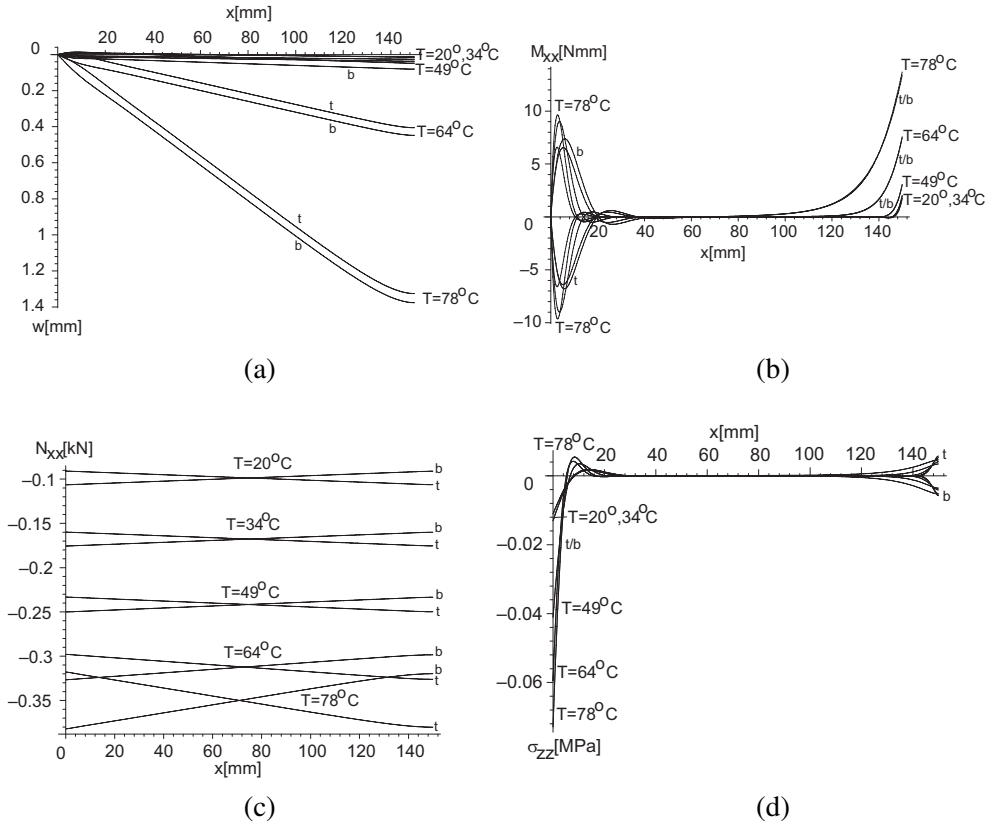 x[mm]
20 40 60 80 100 120 140
0
T=20°,34°C
T=49°C
b
0.2
t
0.4
b
T=64°C
0.6
0.8
t
1
b
1.2
T=78°C
1.4
w[mm]
(a)
Mxx[Nmm]
T=78°C
T=78°C
t/b
10
T=64°C
b
5
t/b
T=49°C
t/b
T=20°,34°C
0
20 40 60 80 100 120 140
x[mm]
t
−5
−10
T=78°C
(b)
Nxx[kN]
−0.1
T=20°C
b
t
−0.15
T=34°C
b
t
−0.2
T=49°C
b
−0.25
t
−0.3
T=64°C
b
b
t
−0.35
T=78°C
t
0 20 40 60 80 100 120 140
x[mm]
(c)
x[mm]
T=78°C
20 40 60 80 100 120 140
t
0
b
T=20°,34°C
−0.02
t/b
−0.04
T=49°C
−0.06
T=64°C
T=78°C
σzz[MPa]
(d)